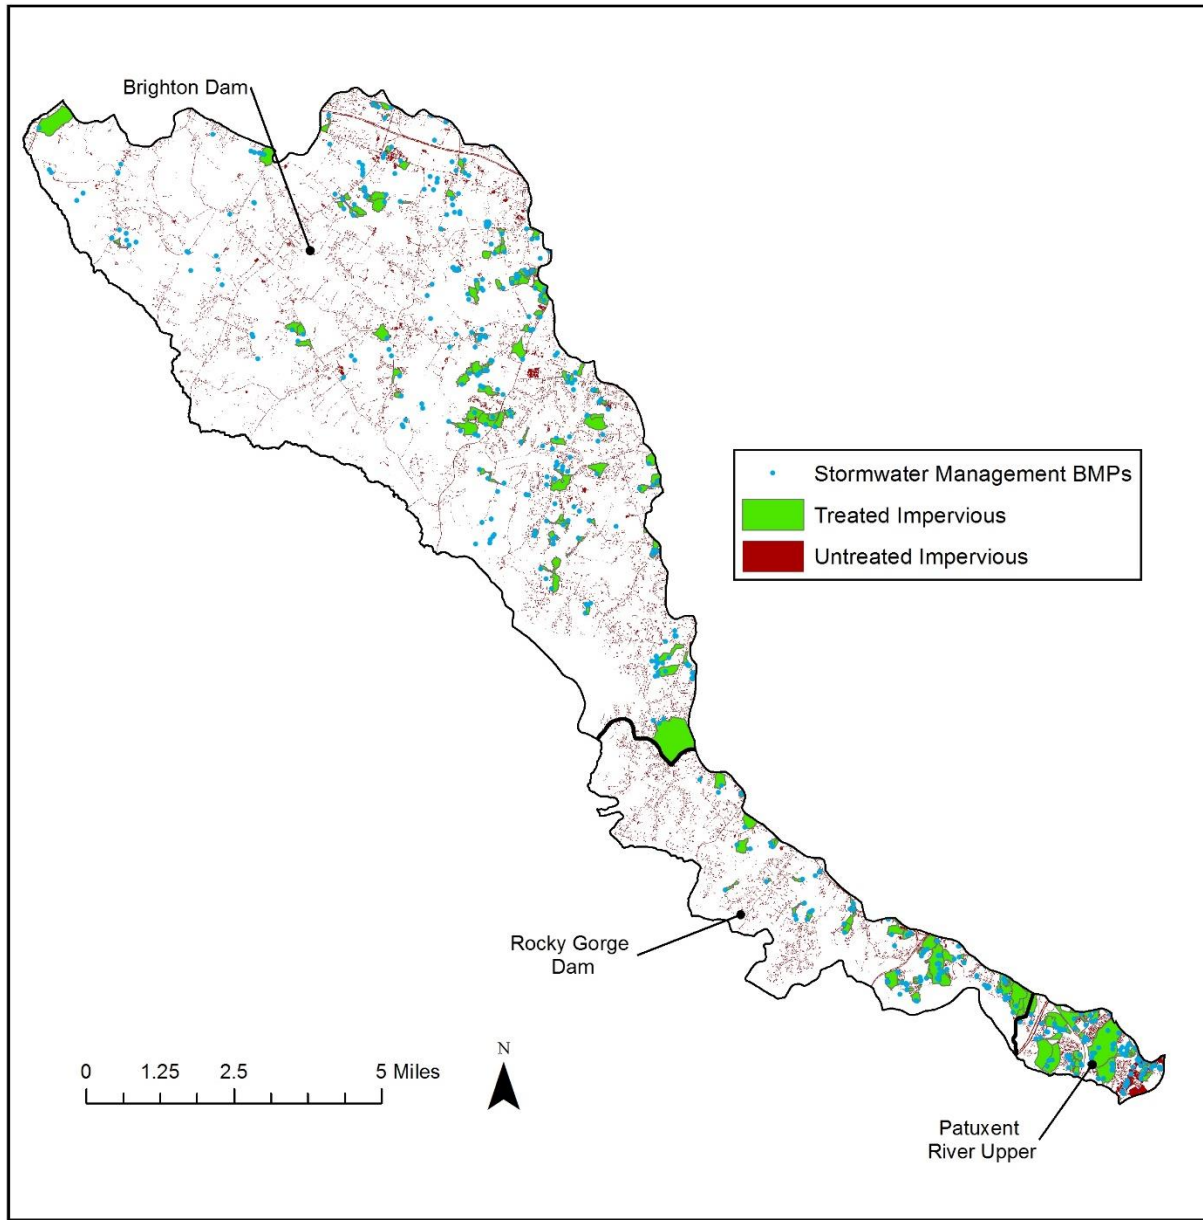 Brighton Dam
Stormwater Management BMPs
Treated Impervious
Untreated Impervious
Rocky Gorge
Dam
N
0 1.25 2.5 5 Miles
Patuxent
River Upper